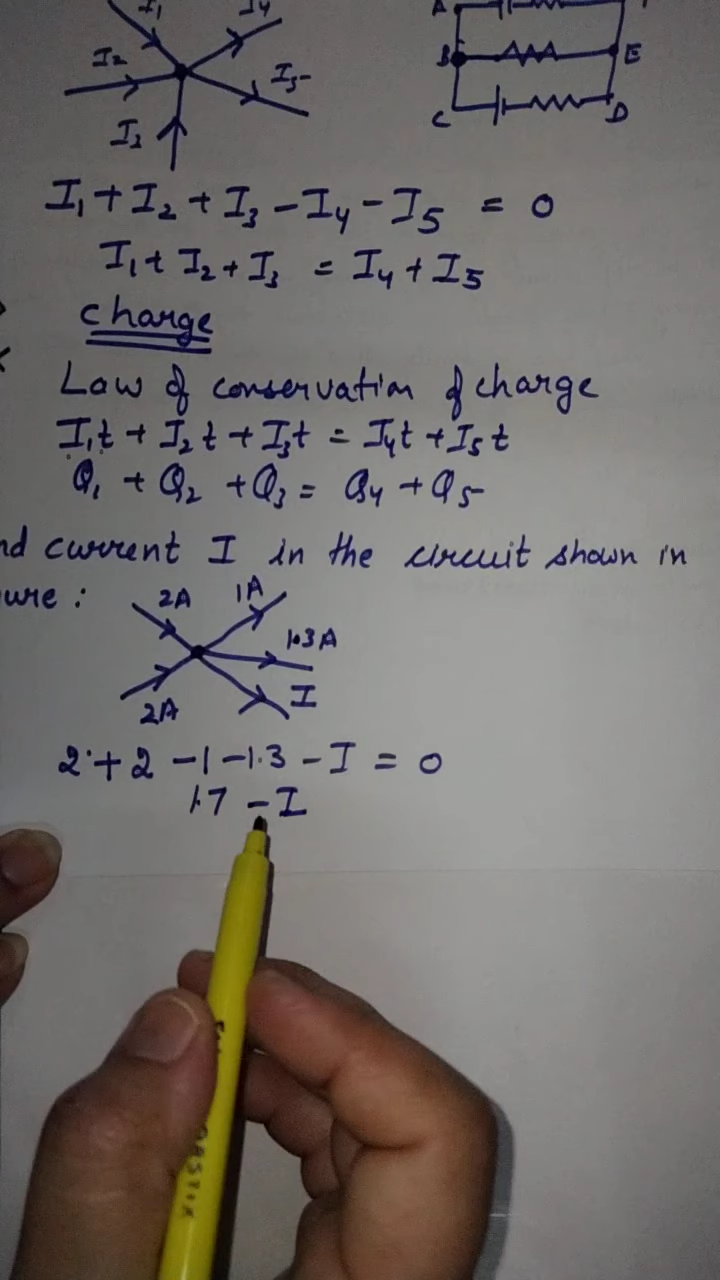 I₁ I₄ A
I₂ B E
I₅
I₃ C D
I₁ + I₂ + I₃ - I₄ - I₅ = 0
I₁ + I₂ + I₃ = I₄ + I₅
charge
Law of conservation of charge
I₁t + I₂t + I₃t = I₄t + I₅t
Q₁ + Q₂ + Q₃ = Q₄ + Q₅
nd current I in the circuit shown in
ure :
2A 1A
1.3A
I
2A
2 + 2 - 1 - 1.3 - I = 0
1.7 - I